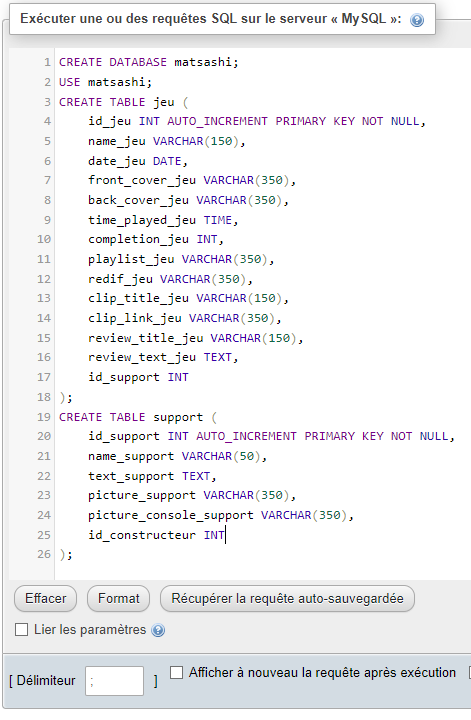 Exécuter une ou des requêtes SQL sur le serveur « MySQL »:
1 CREATE DATABASE matsashi;
2 USE matsashi;
3 CREATE TABLE jeu (
4 id_jeu INT AUTO_INCREMENT PRIMARY KEY NOT NULL,
5 name_jeu VARCHAR(150),
6 date_jeu DATE,
7 front_cover_jeu VARCHAR(350),
8 back_cover_jeu VARCHAR(350),
9 time_played_jeu TIME,
10 completion_jeu INT,
11 playlist_jeu VARCHAR(350),
12 redif_jeu VARCHAR(350),
13 clip_title_jeu VARCHAR(150),
14 clip_link_jeu VARCHAR(350),
15 review_title_jeu VARCHAR(150),
16 review_text_jeu TEXT,
17 id_support INT
18 );
19 CREATE TABLE support (
20 id_support INT AUTO_INCREMENT PRIMARY KEY NOT NULL,
21 name_support VARCHAR(50),
22 text_support TEXT,
23 picture_support VARCHAR(350),
24 picture_console_support VARCHAR(350),
25 id_constructeur INT
26 );
Effacer Format Récupérer la requête auto-sauvegardée
Lier les paramètres
[ Délimiteur ; ] Afficher à nouveau la requête après exécution